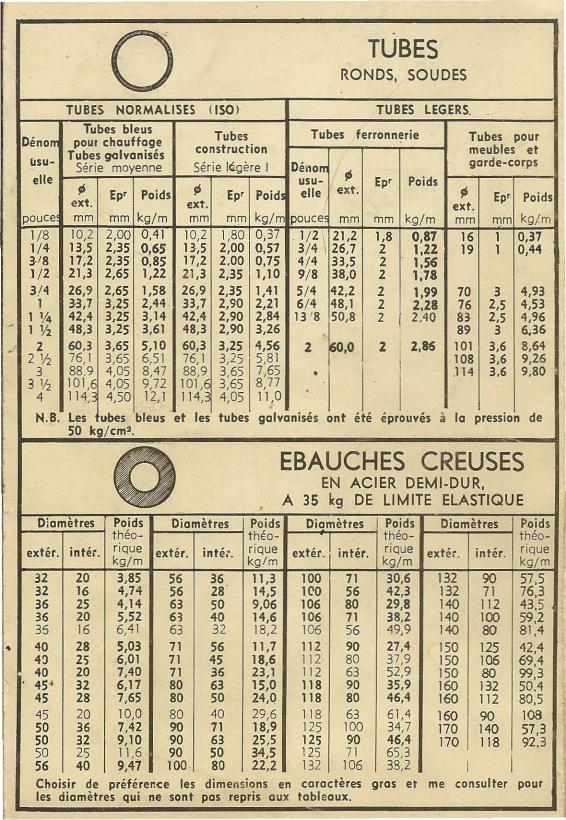 TUBES
RONDS, SOUDES
TUBES NORMALISES (ISO) TUBES LEGERS.
Dénom usu- elle pouces
Tubes bleus pour chauffage Tubes galvanisés Série moyenne
Tubes construction Série légère I
Tubes ferronnerie
Tubes pour meubles et garde-corps
ø ext. mm Epr mm Poids kg/m ø ext. mm Epr mm Poids kg/m Dénom usu- elle pouces ø ext. mm Epr mm Poids kg/m ø ext. mm Epr mm Poids kg/m
1/8 10,2 2,00 0,41 10,2 1,80 0,37 1/2 21,2 1,8 0,87 16 1 0,37
1/4 13,5 2,35 0,65 13,5 2,00 0,57 3/4 26,7 2 1,22 19 1 0,44
3/8 17,2 2,35 0,85 17,2 2,00 0,75 4/4 33,5 2 1,56
1/2 21,3 2,65 1,22 21,3 2,35 1,10 9/8 38,0 2 1,78
3/4 26,9 2,65 1,58 26,9 2,35 1,41 5/4 42,2 2 1,99 70 3 4,93
1 33,7 3,25 2,44 33,7 2,90 2,21 6/4 48,1 2 2,28 76 2,5 4,53
1 1/4 42,4 3,25 3,14 42,4 2,90 2,84 13/8 50,8 2 2.40 83 2,5 4,96
1 1/2 48,3 3,25 3,61 48,3 2,90 3,26 89 3 6,36
2 60,3 3,65 5,10 60,3 3,25 4,56 2 60,0 2 2,86 101 3,6 8,64
2 1/2 76,1 3,65 6,51 76,1 3,25 5,81 108 3,6 9,26
3 88,9 4,05 8,47 88,9 3,65 7,65 114 3,6 9,80
3 1/2 101,6 4,05 9,72 101,6 3,65 8,77
4 114,3 4,50 12,1 114,3 4,05 11,0
N.B. Les tubes bleus et les tubes galvanisés ont été éprouvés à la pression de
50 kg/cm².
EBAUCHES CREUSES
EN ACIER DEMI-DUR,
A 35 kg DE LIMITE ELASTIQUE
Diamètres Poids théo- rique kg/m Diamètres Poids théo- rique kg/m Diamètres Poids théo- rique kg/m Diamètres Poids théo- rique kg/m
extér. intér. extér. intér. extér. intér. extér. intér.
32 20 3,85 56 36 11,3 100 71 30,6 132 90 57,5
32 16 4,74 56 28 14,5 100 56 42,3 132 71 76,3
36 25 4,14 63 50 9,06 106 80 29,8 140 112 43,5
36 20 5,52 63 40 14,6 106 71 38,2 140 100 59,2
36 16 6,41 63 32 18,2 106 56 49,9 140 80 81,4
40 28 5,03 71 56 11,7 112 90 27,4 150 125 42,4
40 25 6,01 71 45 18,6 112 80 37,9 150 106 69,4
40 20 7,40 71 36 23,1 112 63 52,9 150 80 99,3
45 32 6,17 80 63 15,0 118 90 35,9 160 132 50,4
45 28 7,65 80 50 24,0 118 80 46,4 160 112 80,5
45 20 10,0 80 40 29,6 118 63 61,4 160 90 108
50 36 7,42 90 71 18,9 125 100 34,7 170 140 57,3
50 32 9,10 90 63 25,5 125 90 46,4 170 118 92,3
50 25 11,6 90 50 34,5 125 71 65,3
56 40 9,47 100 80 22,2 132 106 38,2
Choisir de préférence les dimensions en caractères gras et me consulter pour
les diamètres qui ne sont pas repris aux tableaux.